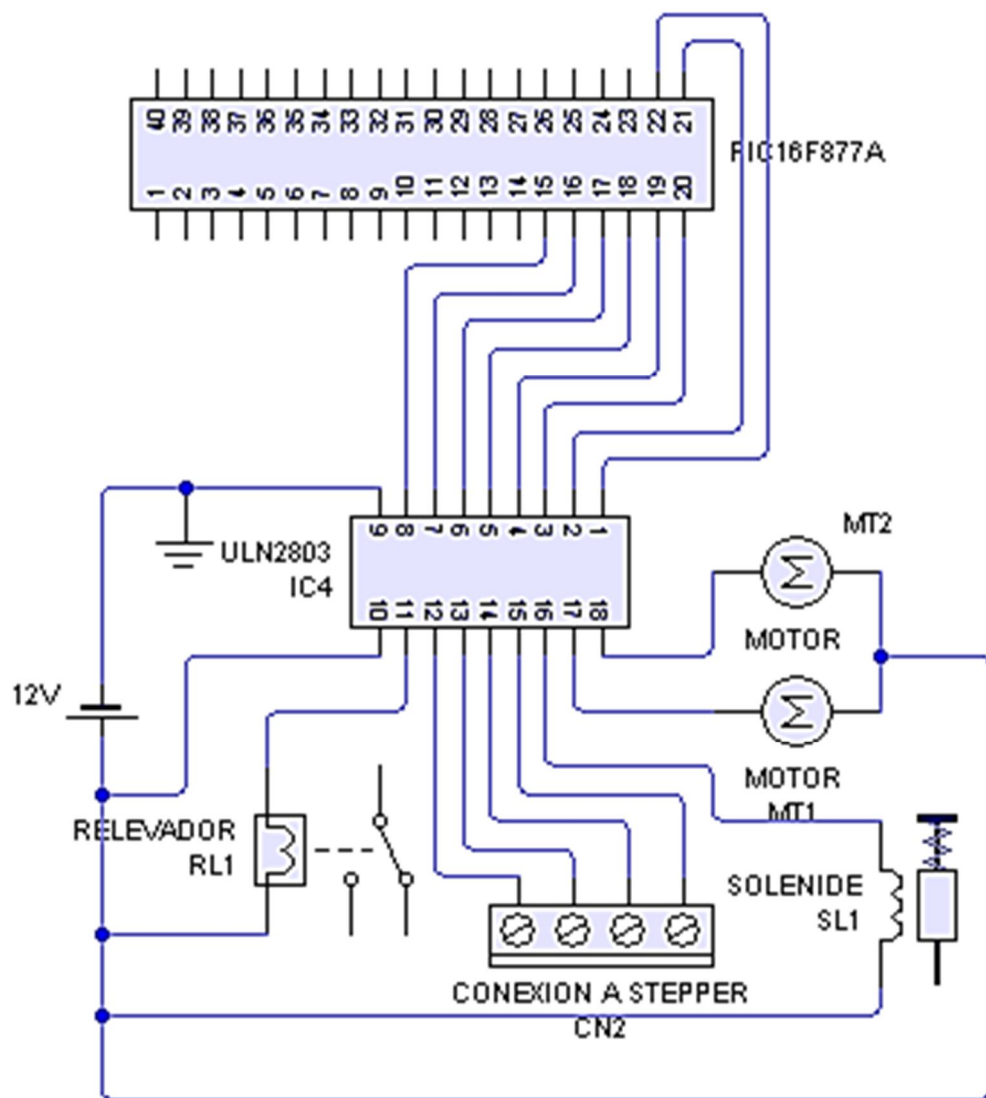 40 39 38 37 36 35 34 33 32 31 30 29 28 27 26 25 24 23 22 21
PIC16F877A
1 2 3 4 5 6 7 8 9 10 11 12 13 14 15 16 17 18 19 20
9 8 7 6 5 4 3 2 1
ULN2803
IC4
10 11 12 13 14 15 16 17 18
MT2
MOTOR
12V
MOTOR
MT1
RELEVADOR
RL1
SOLENIDE
SL1
CONEXION A STEPPER
CN2